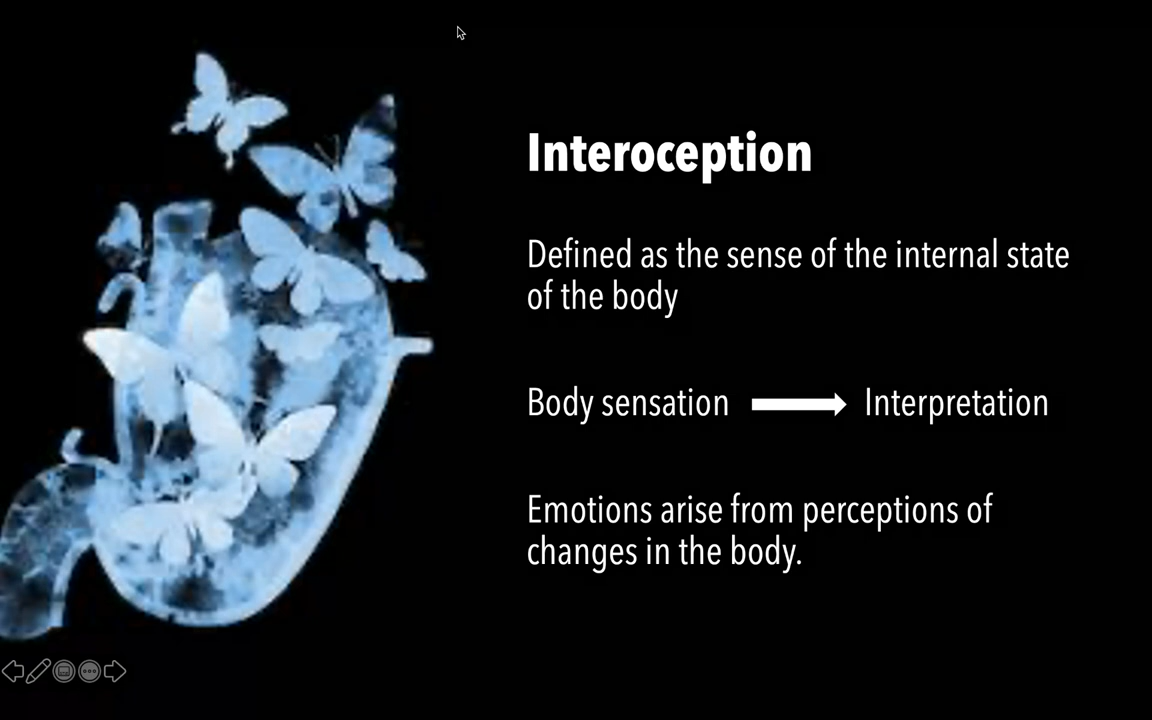 Interoception
Defined as the sense of the internal state
of the body
Body sensation Interpretation
Emotions arise from perceptions of
changes in the body.